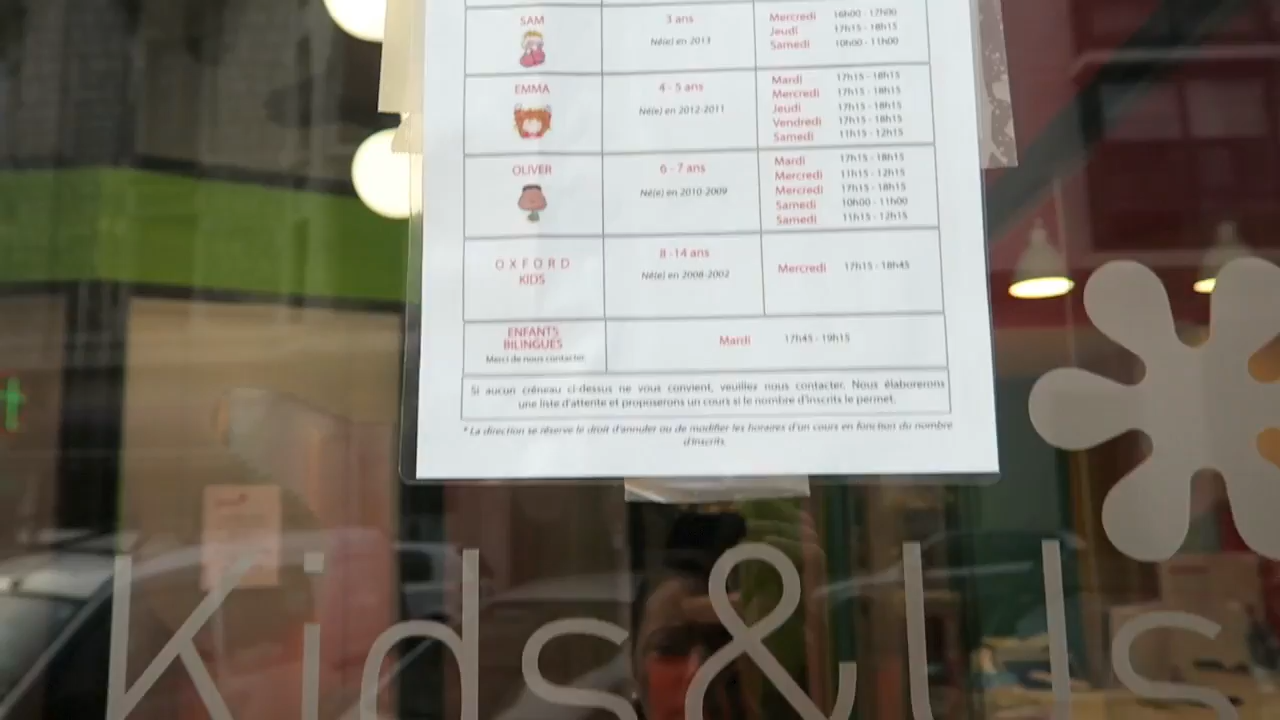 SAM
3 ans
Né(e) en 2013
Mercredi 16h00 - 17h00
Jeudi 17h15 - 18h15
Samedi 10h00 - 11h00
EMMA
4 - 5 ans
Né(e) en 2012-2011
Mardi 17h15 - 18h15
Mercredi 17h15 - 18h15
Jeudi 17h15 - 18h15
Vendredi 17h15 - 18h15
Samedi 11h15 - 12h15
OLIVER
6 - 7 ans
Né(e) en 2010-2009
Mardi 17h15 - 18h15
Mercredi 11h15 - 12h15
Mercredi 17h15 - 18h15
Samedi 10h00 - 11h00
Samedi 11h15 - 12h15
OXFORD
KIDS
8 -14 ans
Né(e) en 2008-2002
Mercredi 17h15 - 18h45
ENFANTS
BILINGUES
Merci de nous contacter
Mardi 17h45 - 19h15
Si aucun créneau ci-dessus ne vous convient, veuillez nous contacter. Nous élaborerons
une liste d'attente et proposerons un cours si le nombre d'inscrits le permet.
* La direction se réserve le droit d'annuler ou de modifier les horaires d'un cours en fonction du nombre
d'inscrits.
Kids&Us